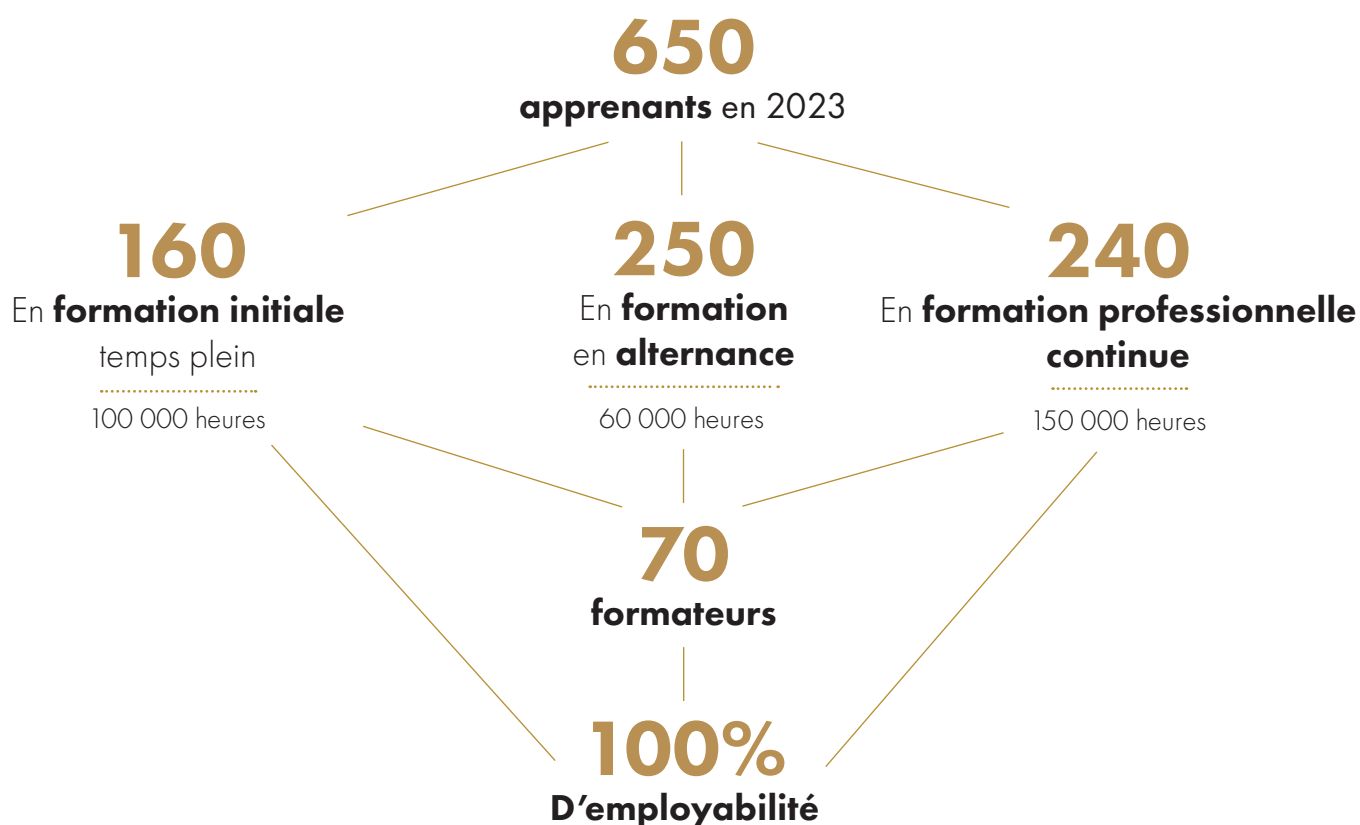 650
apprenants en 2023
160
En formation initiale
temps plein
100 000 heures
250
En formation
en alternance
60 000 heures
240
En formation professionnelle
continue
150 000 heures
70
formateurs
100%
D’employabilité